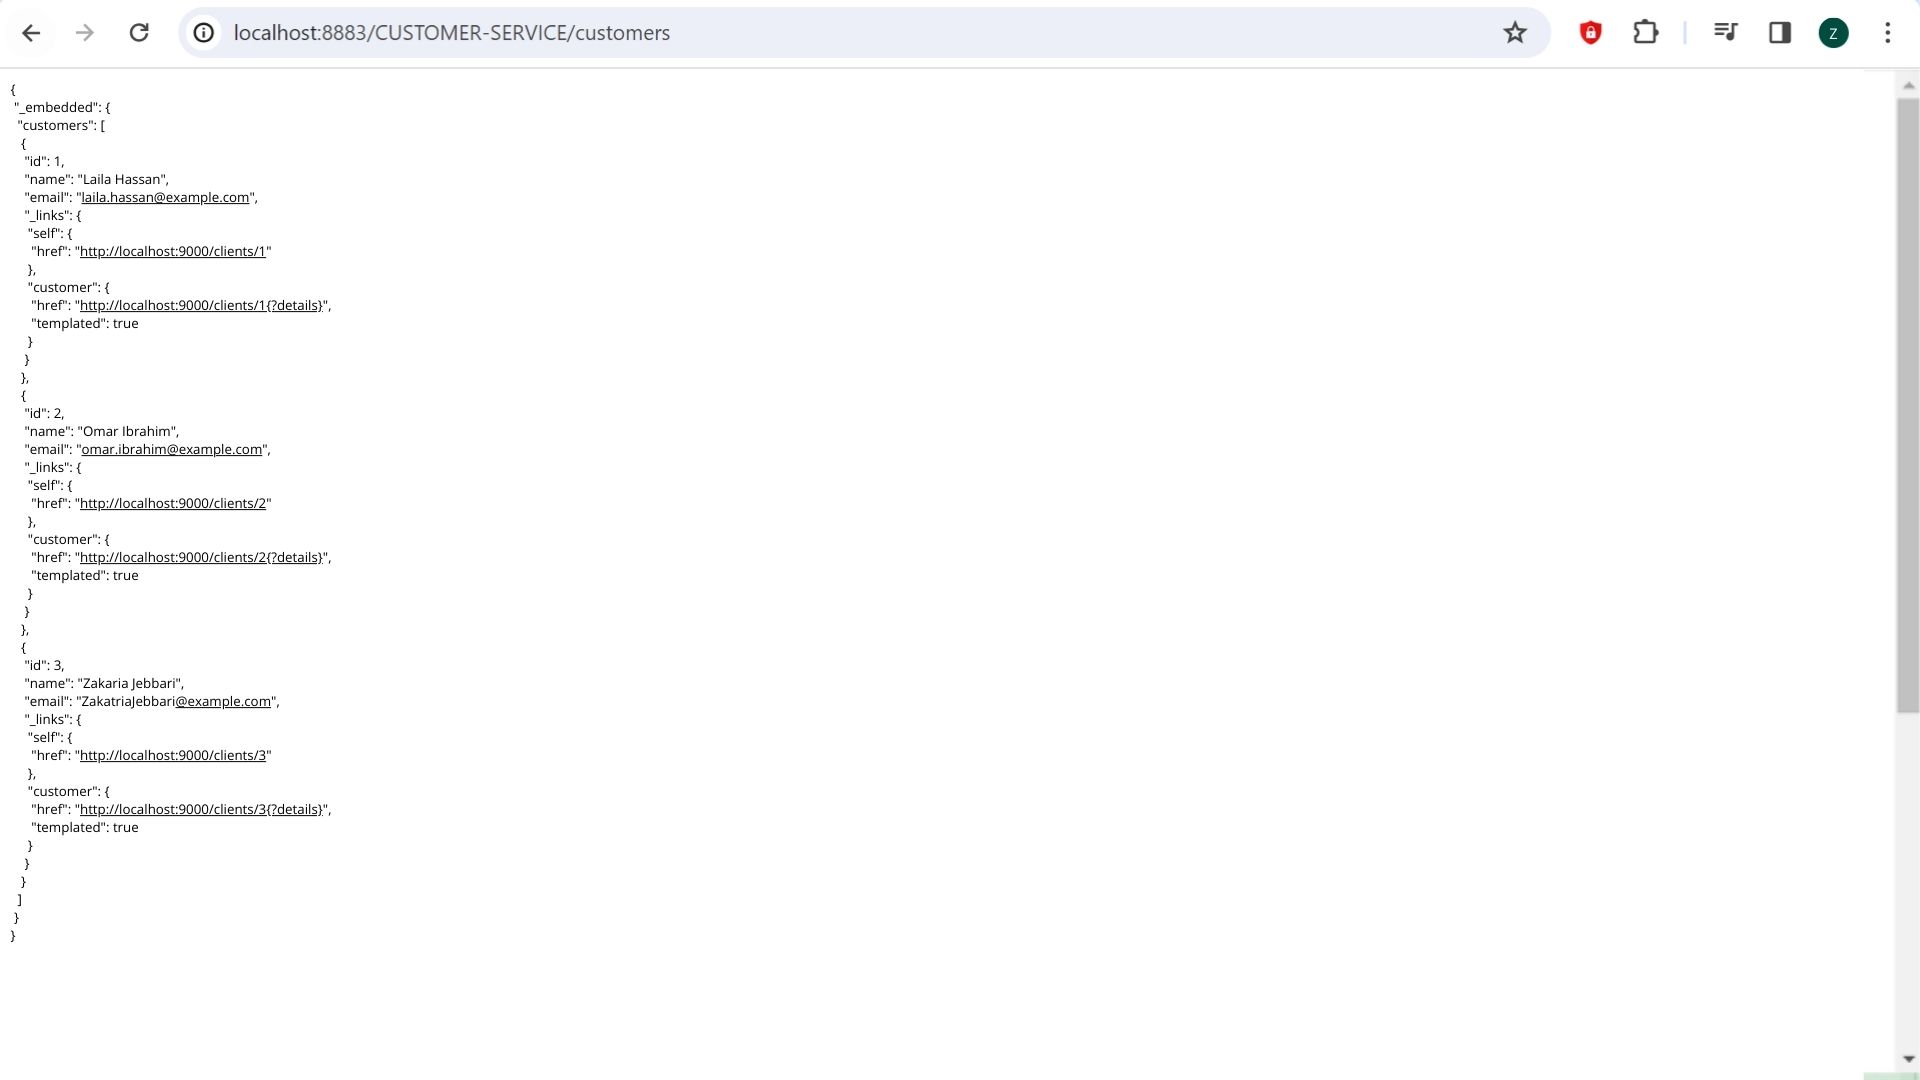 localhost:8883/CUSTOMER-SERVICE/customers
Z
{
"_embedded": {
"customers": [
{
"id": 1,
"name": "Laila Hassan",
"email": "laila.hassan@example.com",
"_links": {
"self": {
"href": "http://localhost:9000/clients/1"
},
"customer": {
"href": "http://localhost:9000/clients/1{?details}",
"templated": true
}
}
},
{
"id": 2,
"name": "Omar Ibrahim",
"email": "omar.ibrahim@example.com",
"_links": {
"self": {
"href": "http://localhost:9000/clients/2"
},
"customer": {
"href": "http://localhost:9000/clients/2{?details}",
"templated": true
}
}
},
{
"id": 3,
"name": "Zakaria Jebbari",
"email": "ZakatriaJebbari@example.com",
"_links": {
"self": {
"href": "http://localhost:9000/clients/3"
},
"customer": {
"href": "http://localhost:9000/clients/3{?details}",
"templated": true
}
}
}
]
}
}